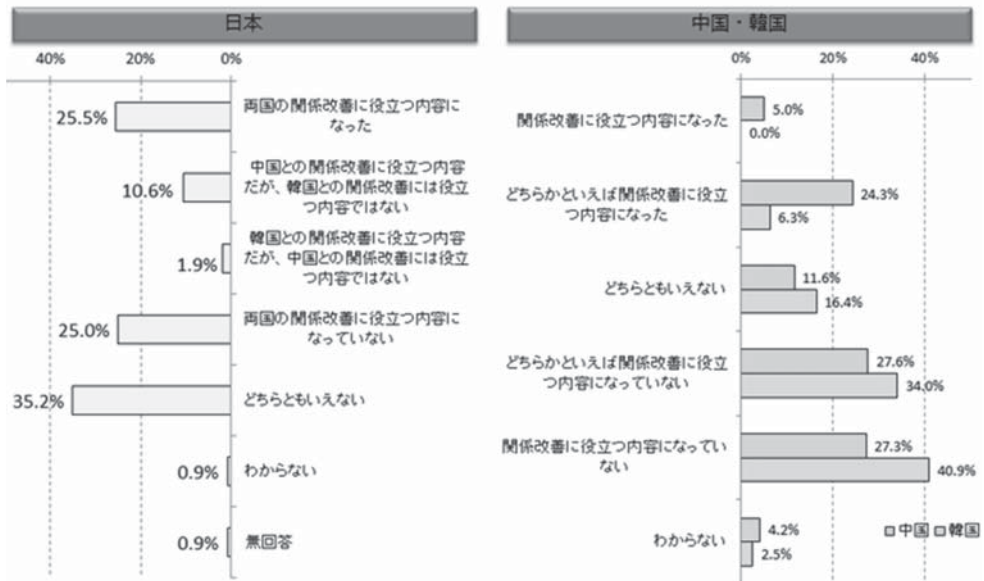 日本
40% 20% 0%
25.5%
両国の関係改善に役立つ内容に
なった
10.6%
中国との関係改善に役立つ内容
だが、韓国との関係改善には役立
つ内容ではない
1.9%
韓国との関係改善に役立つ内容
だが、中国との関係改善には役立
つ内容ではない
25.0%
両国の関係改善に役立つ内容に
なっていない
35.2%
どちらともいえない
0.9%
わからない
0.9%
無回答
中国・韓国
0% 20% 40%
関係改善に役立つ内容になった
5.0%
0.0%
どちらかといえば関係改善に役立
つ内容になった
24.3%
6.3%
どちらともいえない
11.6%
16.4%
どちらかといえば関係改善に役立
つ内容になっていない
27.6%
34.0%
関係改善に役立つ内容になってい
ない
27.3%
40.9%
わからない
4.2%
2.5%
中国 韓国